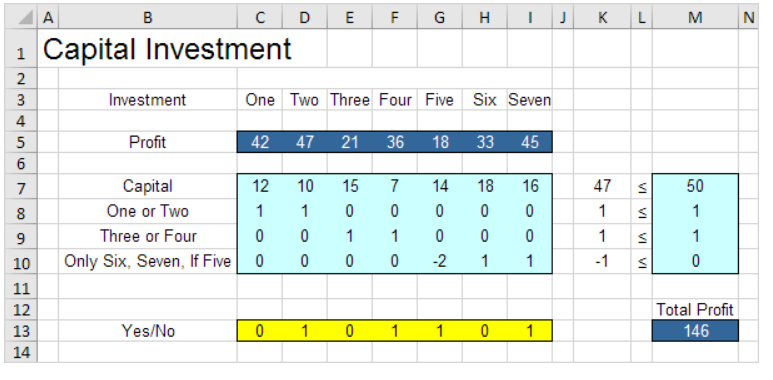 A B C D E F G H I J K L M N
1 Capital Investment
2
3 Investment One Two Three Four Five Six Seven
4
5 Profit 42 47 21 36 18 33 45
6
7 Capital 12 10 15 7 14 18 16 47 ≤ 50
8 One or Two 1 1 0 0 0 0 0 1 ≤ 1
9 Three or Four 0 0 1 1 0 0 0 1 ≤ 1
10 Only Six, Seven, If Five 0 0 0 0 -2 1 1 -1 ≤ 0
11
12 Total Profit
13 Yes/No 0 1 0 1 1 0 1 146
14